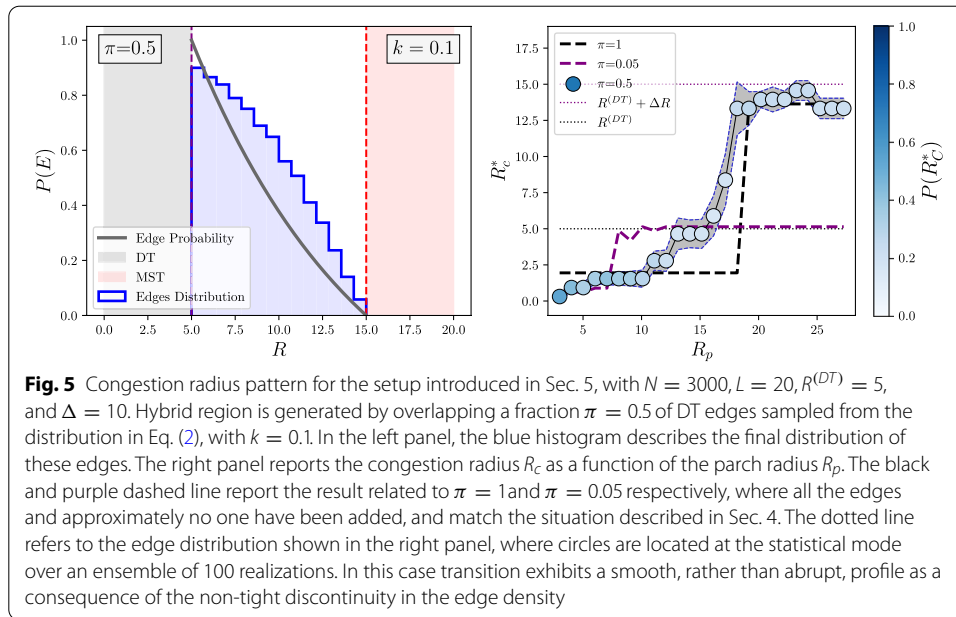 π=0.5
k = 0.1
1.0
0.8
0.6
0.4
0.2
0.0
P(E)
Edge Probability
DT
MST
Edges Distribution
0.0 2.5 5.0 7.5 10.0 12.5 15.0 17.5 20.0
R
17.5
15.0
12.5
10.0
7.5
5.0
2.5
0.0
R*c
π=1
π=0.05
π=0.5
R^(DT) + ΔR
R^(DT)
5 10 15 20 25
R_p
1.0
0.8
0.6
0.4
0.2
0.0
P(R*_C)
Fig. 5 Congestion radius pattern for the setup introduced in Sec. 5, with N = 3000, L = 20, R^(DT) = 5,
and Δ = 10. Hybrid region is generated by overlapping a fraction π = 0.5 of DT edges sampled from the
distribution in Eq. (2), with k = 0.1. In the left panel, the blue histogram describes the final distribution of
these edges. The right panel reports the congestion radius R_c as a function of the parch radius R_p. The black
and purple dashed line report the result related to π = 1and π = 0.05 respectively, where all the edges
and approximately no one have been added, and match the situation described in Sec. 4. The dotted line
refers to the edge distribution shown in the right panel, where circles are located at the statistical mode
over an ensemble of 100 realizations. In this case transition exhibits a smooth, rather than abrupt, profile as a
consequence of the non-tight discontinuity in the edge density